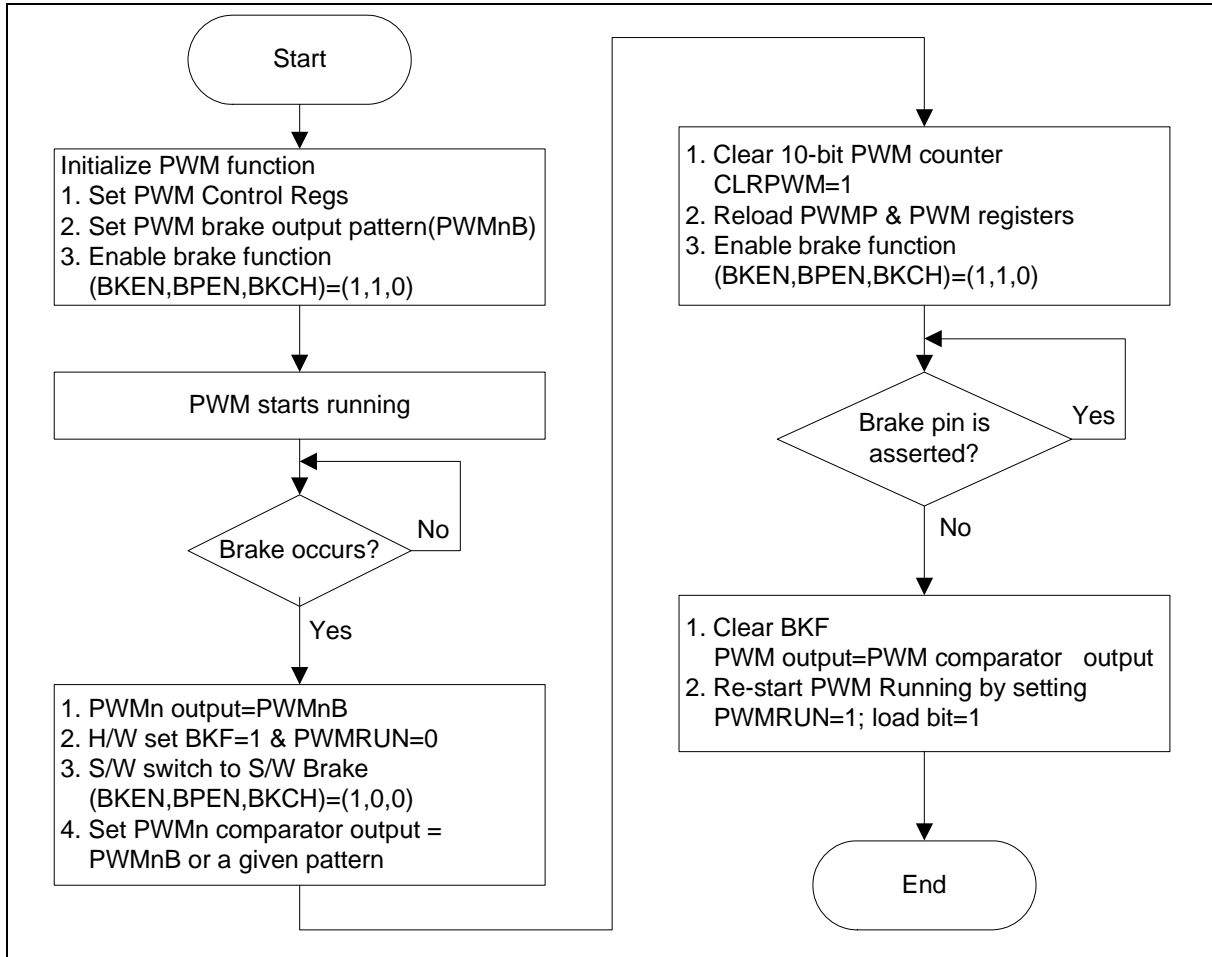 Start
Initialize PWM function
1. Set PWM Control Regs
2. Set PWM brake output pattern(PWMnB)
3. Enable brake function
(BKEN,BPEN,BKCH)=(1,1,0)
PWM starts running
No
Brake occurs?
Yes
1. PWMn output=PWMnB
2. H/W set BKF=1 & PWMRUN=0
3. S/W switch to S/W Brake
(BKEN,BPEN,BKCH)=(1,0,0)
4. Set PWMn comparator output =
PWMnB or a given pattern
1. Clear 10-bit PWM counter
CLRPWM=1
2. Reload PWMP & PWM registers
3. Enable brake function
(BKEN,BPEN,BKCH)=(1,1,0)
Brake pin is
asserted?
Yes
No
1. Clear BKF
PWM output=PWM comparator output
2. Re-start PWM Running by setting
PWMRUN=1; load bit=1
End